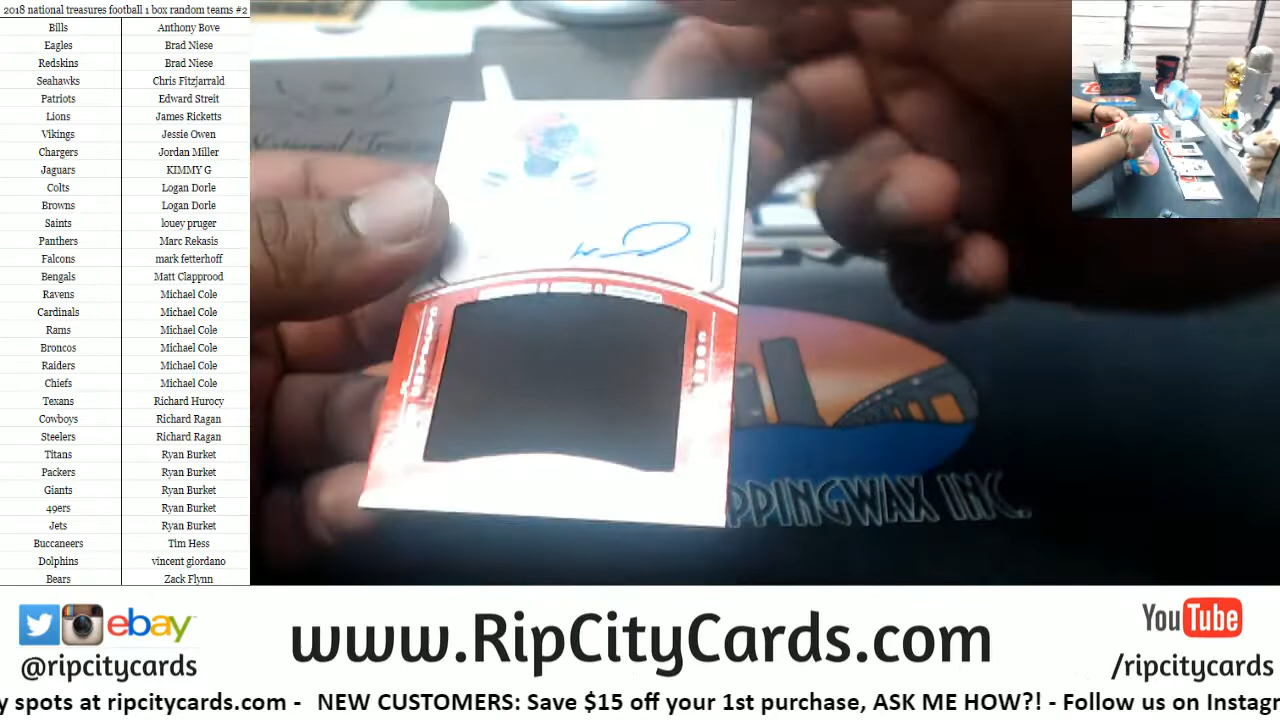 2018 national treasures football 1 box random teams #2
Bills Anthony Bove
Eagles Brad Niese
Redskins Brad Niese
Seahawks Chris Fitzjarrald
Patriots Edward Streit
Lions James Ricketts
Vikings Jessie Owen
Chargers Jordan Miller
Jaguars KIMMY G
Colts Logan Dorle
Browns Logan Dorle
Saints louey pruger
Panthers Marc Rekasis
Falcons mark fetterhoff
Bengals Matt Clapprood
Ravens Michael Cole
Cardinals Michael Cole
Rams Michael Cole
Broncos Michael Cole
Raiders Michael Cole
Chiefs Michael Cole
Texans Richard Hurocy
Cowboys Richard Ragan
Steelers Richard Ragan
Titans Ryan Burket
Packers Ryan Burket
Giants Ryan Burket
49ers Ryan Burket
Jets Ryan Burket
Buccaneers Tim Hess
Dolphins vincent giordano
Bears Zack Flynn
National
PPINGWAX INC.
ebay
@ripcitycards
www.RipCityCards.com
YouTube
/ripcitycards
y spots at ripcitycards.com - NEW CUSTOMERS: Save $15 off your 1st purchase, ASK ME HOW?! - Follow us on Instagr